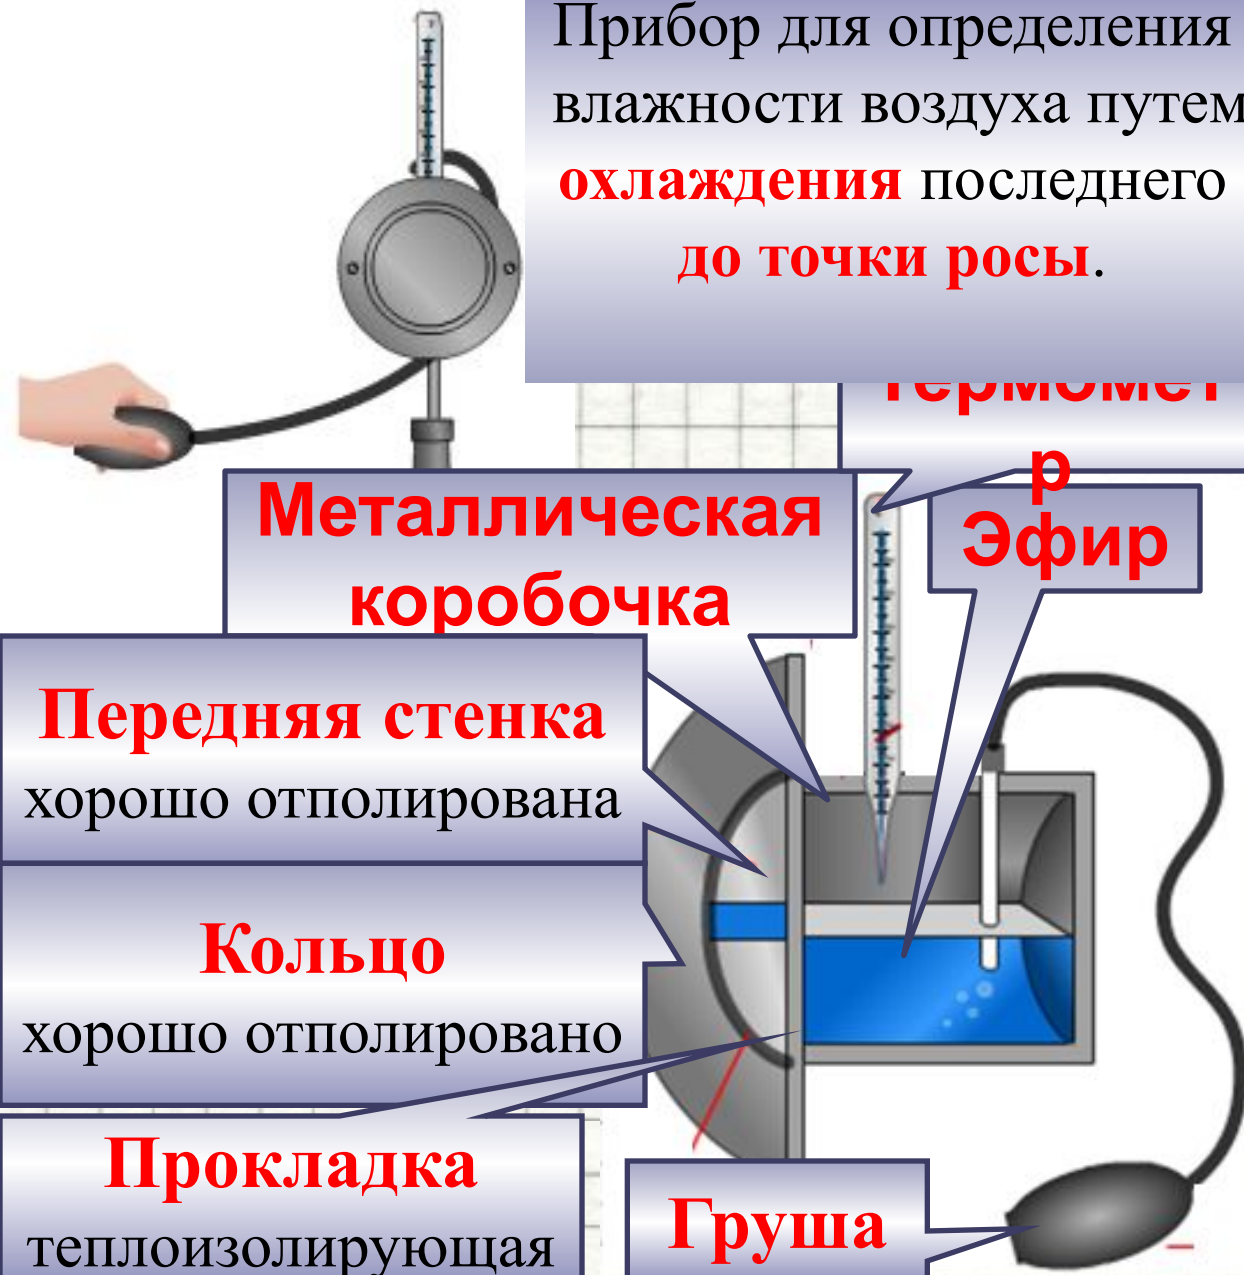 Прибор для определения
влажности воздуха путем
охлаждения последнего
до точки росы.
Термомет
р
Металлическая
коробочка
Эфир
Передняя стенка
хорошо отполирована
Кольцо
хорошо отполировано
Прокладка
теплоизолирующая
Груша